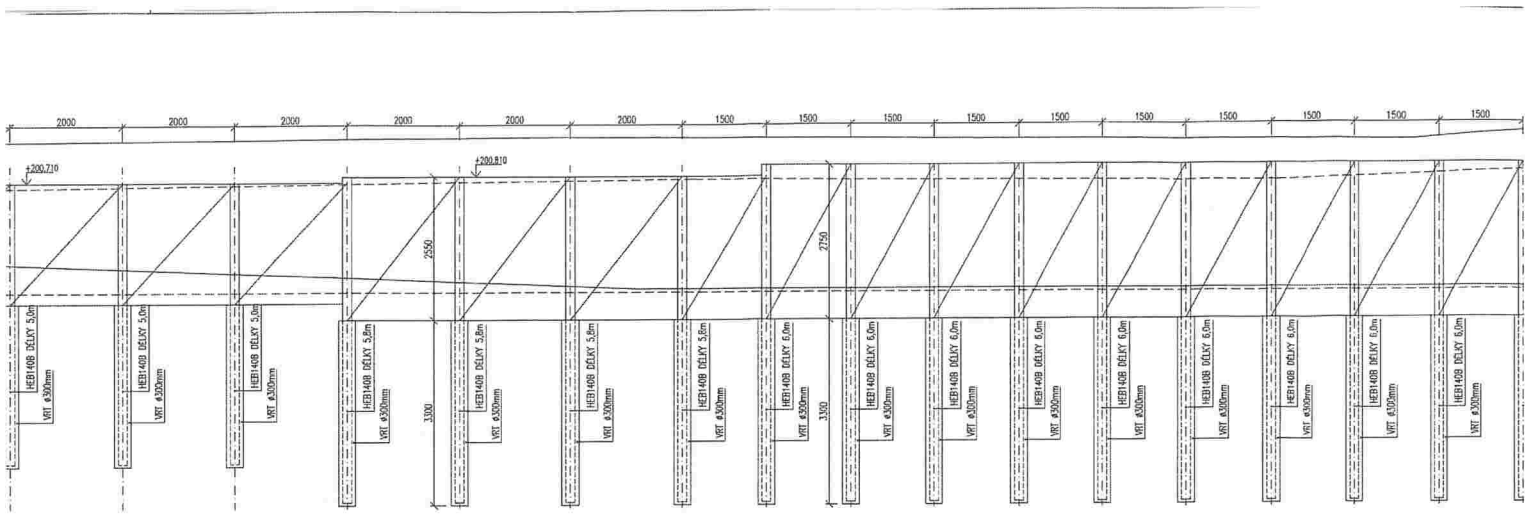 2000
2000
2000
2000
2000
2000
1500
1500
1500
1500
1500
1500
1500
1500
1500
1500
+200,710
+200,810
2550
2750
3300
3300
HEB140B DÉLKY 5,0m
VRT ø300mm
HEB140B DÉLKY 5,0m
VRT ø300mm
HEB140B DÉLKY 5,0m
VRT ø300mm
HEB140B DÉLKY 5,8m
VRT ø300mm
HEB140B DÉLKY 5,8m
VRT ø300mm
HEB140B DÉLKY 5,8m
VRT ø300mm
HEB140B DÉLKY 5,8m
VRT ø300mm
HEB140B DÉLKY 6,0m
VRT ø300mm
HEB140B DÉLKY 6,0m
VRT ø300mm
HEB140B DÉLKY 6,0m
VRT ø300mm
HEB140B DÉLKY 6,0m
VRT ø300mm
HEB140B DÉLKY 6,0m
VRT ø300mm
HEB140B DÉLKY 6,0m
VRT ø300mm
HEB140B DÉLKY 6,0m
VRT ø300mm
HEB140B DÉLKY 6,0m
VRT ø300mm
HEB140B DÉLKY 6,0m
VRT ø300mm